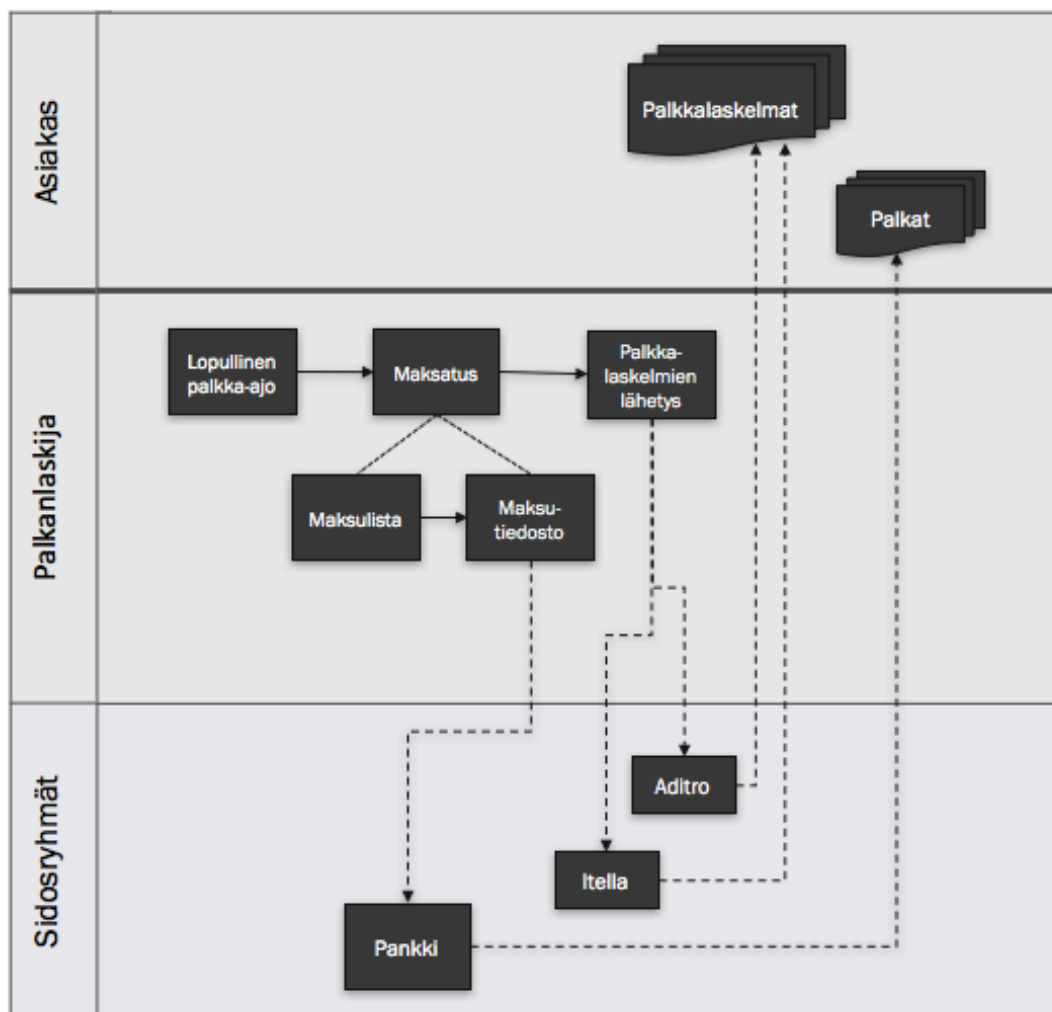 Asiakas
Palkkalaskelmat
Palkat
Palkanlaskija
Lopullinen
palkka-ajo
Maksatus
Palkka-
laskelmien
lähetys
Maksulista
Maksu-
tiedosto
Sidosryhmät
Aditro
Itella
Pankki